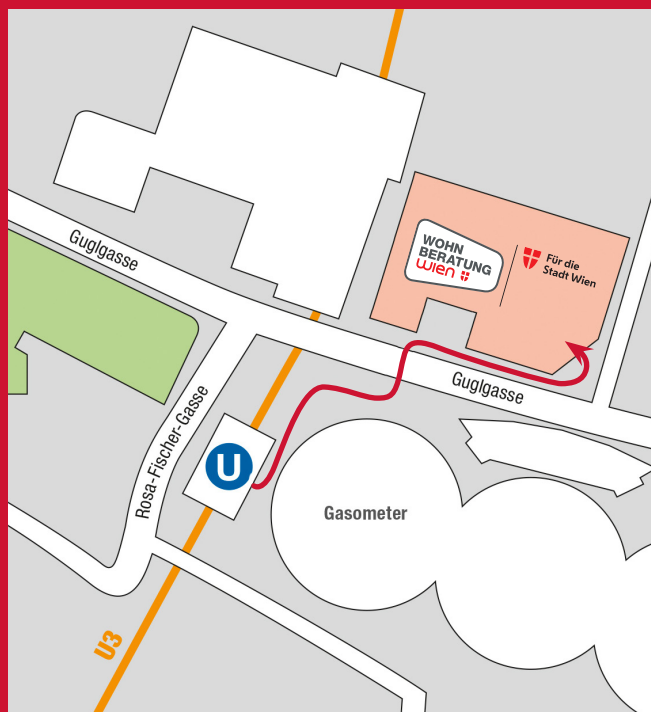 Guglgasse
WOHN
BERATUNG
wien
Für die
Stadt Wien
Guglgasse
Rosa-Fischer-Gasse
U
Gasometer
U3